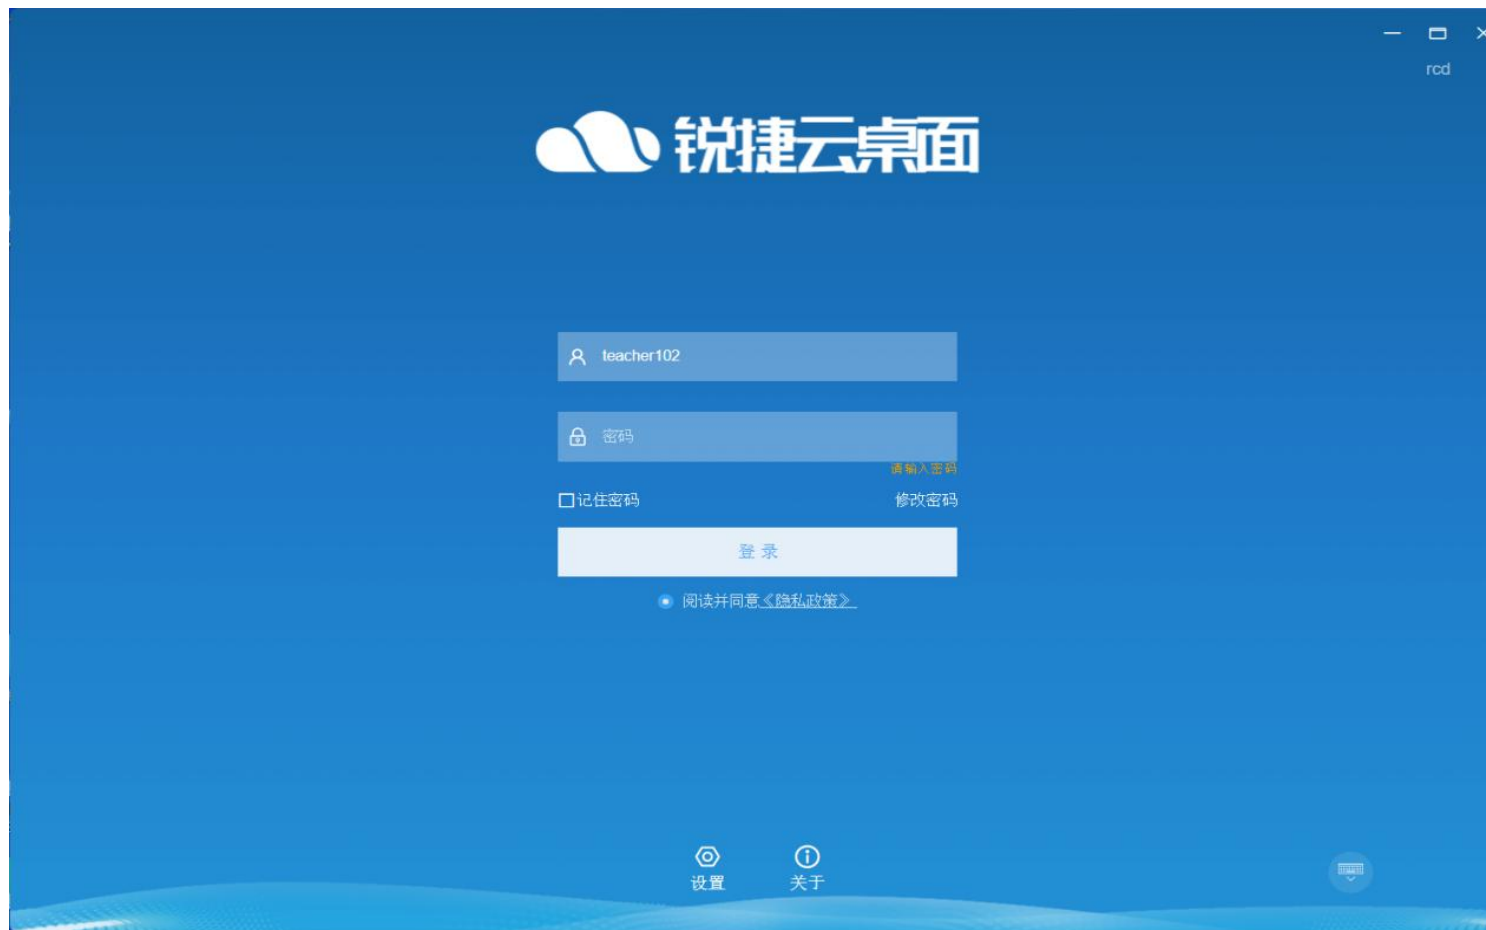 rcd
锐捷云桌面
teacher102
密码
请输入密码
记住密码 修改密码
登录
阅读并同意《隐私政策》
设置 关于